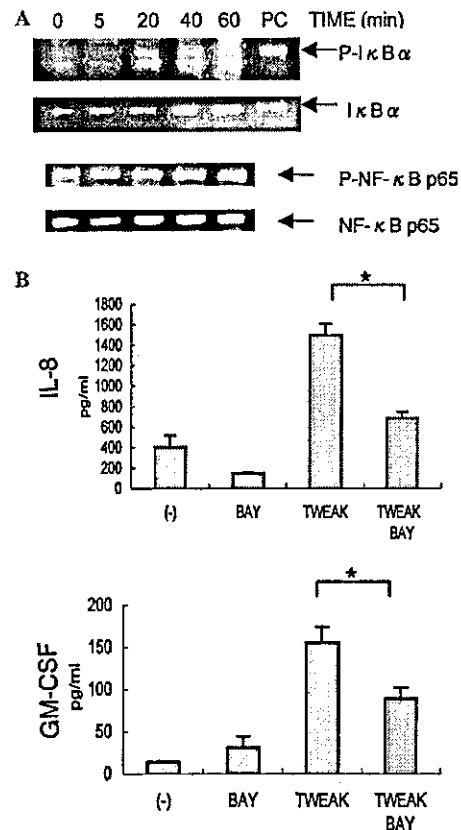 A 0 5 20 40 60 PC TIME (min)
P-IκBα
IκBα
P-NF-κB p65
NF-κB p65
B
*
IL-8
pg/ml
1800
1600
1400
1200
1000
800
600
400
200
0
(-) BAY TWEAK TWEAK
BAY
*
GM-CSF
pg/ml
200
150
100
50
0
(-) BAY TWEAK TWEAK
BAY